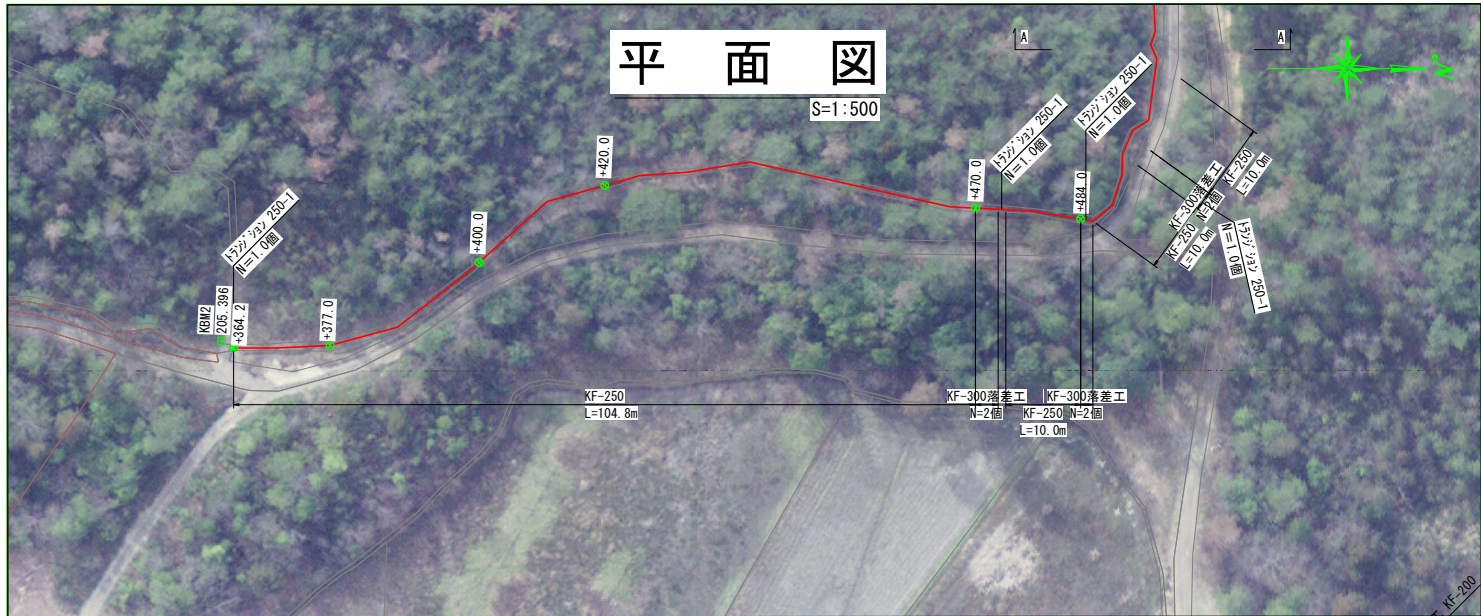 平 面 図
S=1:500
A
A
トランジション 250-1
N=1.0個
KBM2
205.396
+364.2
+377.0
+400.0
+420.0
+470.0
トランジション 250-1
N=1.0個
トランジション 250-1
N=1.0個
+484.0
KF-250
L=10.0m
KF-300落差工
N=2個
KF-250
L=10.0m
トランジション 250-1
N=1.0個
KF-250
L=104.8m
KF-300落差工
N=2個
KF-250
L=10.0m
KF-300落差工
N=2個
KF-200